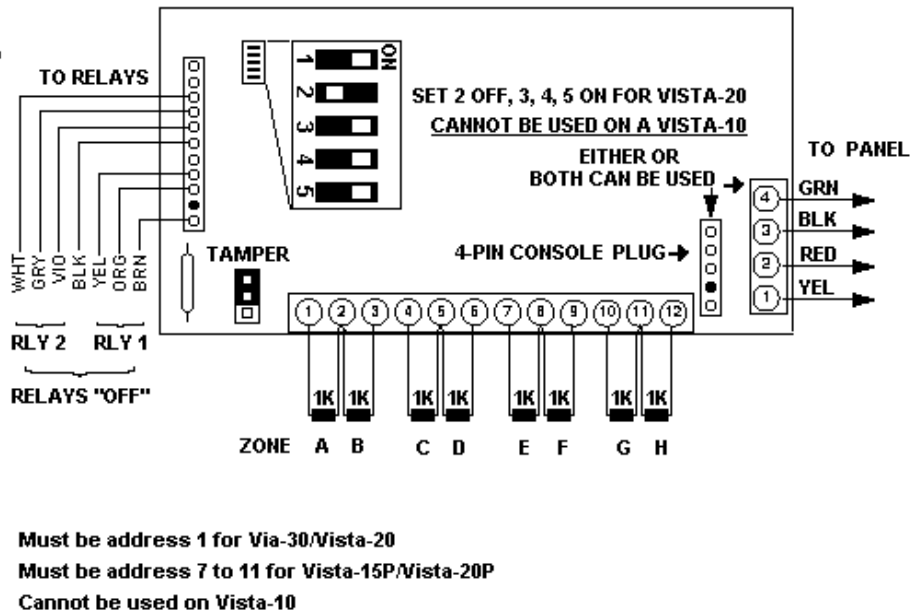 TO RELAYS
ON
1
2
3
4
5
SET 2 OFF, 3, 4, 5 ON FOR VISTA-20
CANNOT BE USED ON A VISTA-10
EITHER OR
BOTH CAN BE USED
TO PANEL
4 GRN
3 BLK
2 RED
1 YEL
4-PIN CONSOLE PLUG
TAMPER
WHT
GRY
VIO
BLK
YEL
ORG
BRN
RLY 2 RLY 1
RELAYS "OFF"
1 2 3 4 5 6 7 8 9 10 11 12
1K 1K 1K 1K 1K 1K 1K 1K
ZONE A B C D E F G H
Must be address 1 for Via-30/Vista-20
Must be address 7 to 11 for Vista-15P/Vista-20P
Cannot be used on Vista-10